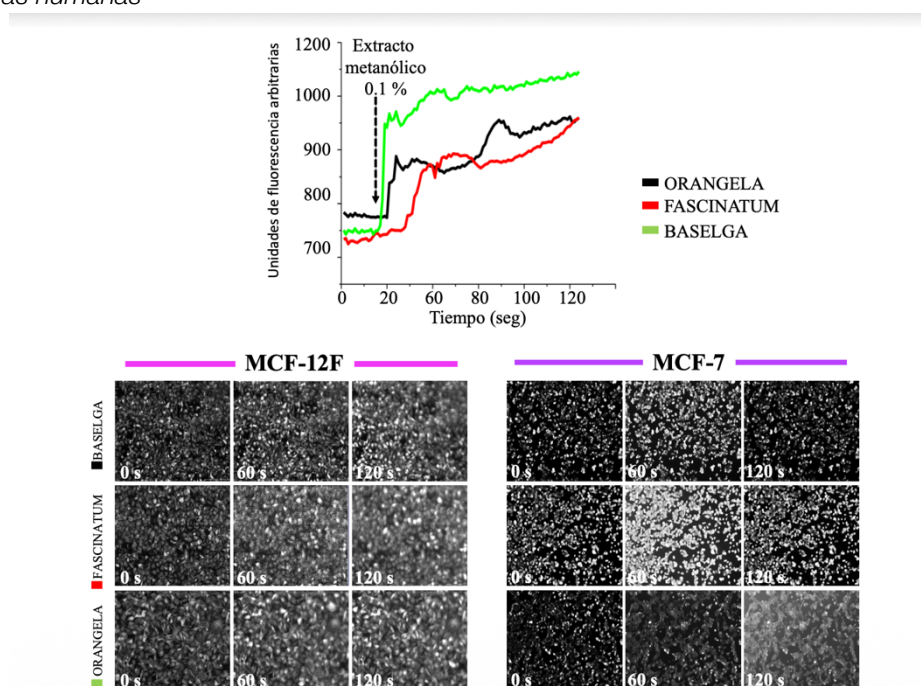 as humanas
1200
1000
900
800
700
Unidades de fluorescencia arbitrarias
Extracto
metanólico
0.1 %
0 20 60 80 100 120
Tiempo (seg)
ORANGELA
FASCINATUM
BASELGA
MCF-12F
MCF-7
BASELGA
0 s 60 s 120 s 0 s 60 s 120 s
FASCINATUM
0 s 60 s 120 s 0 s 60 s 120 s
ORANGELA
0 s 60 s 120 s 0 s 60 s 120 s